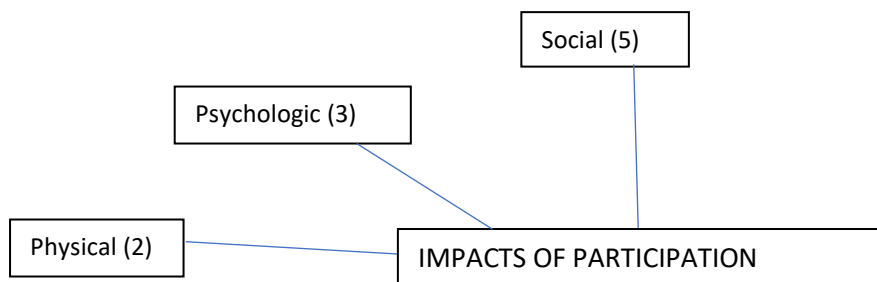 Social (5)
Psychologic (3)
Physical (2)
IMPACTS OF PARTICIPATION